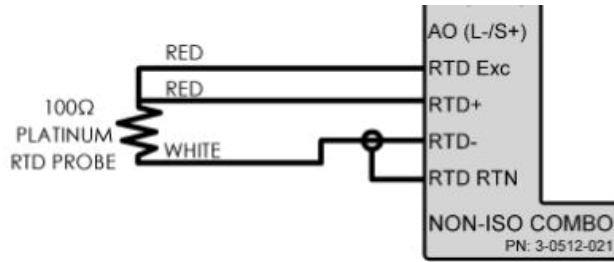 AO (L-/S+)
RED
RTD Exc
RED
RTD+
100Ω
PLATINUM
RTD PROBE
WHITE
RTD-
RTD RTN
NON-ISO COMBO
PN: 3-0512-021